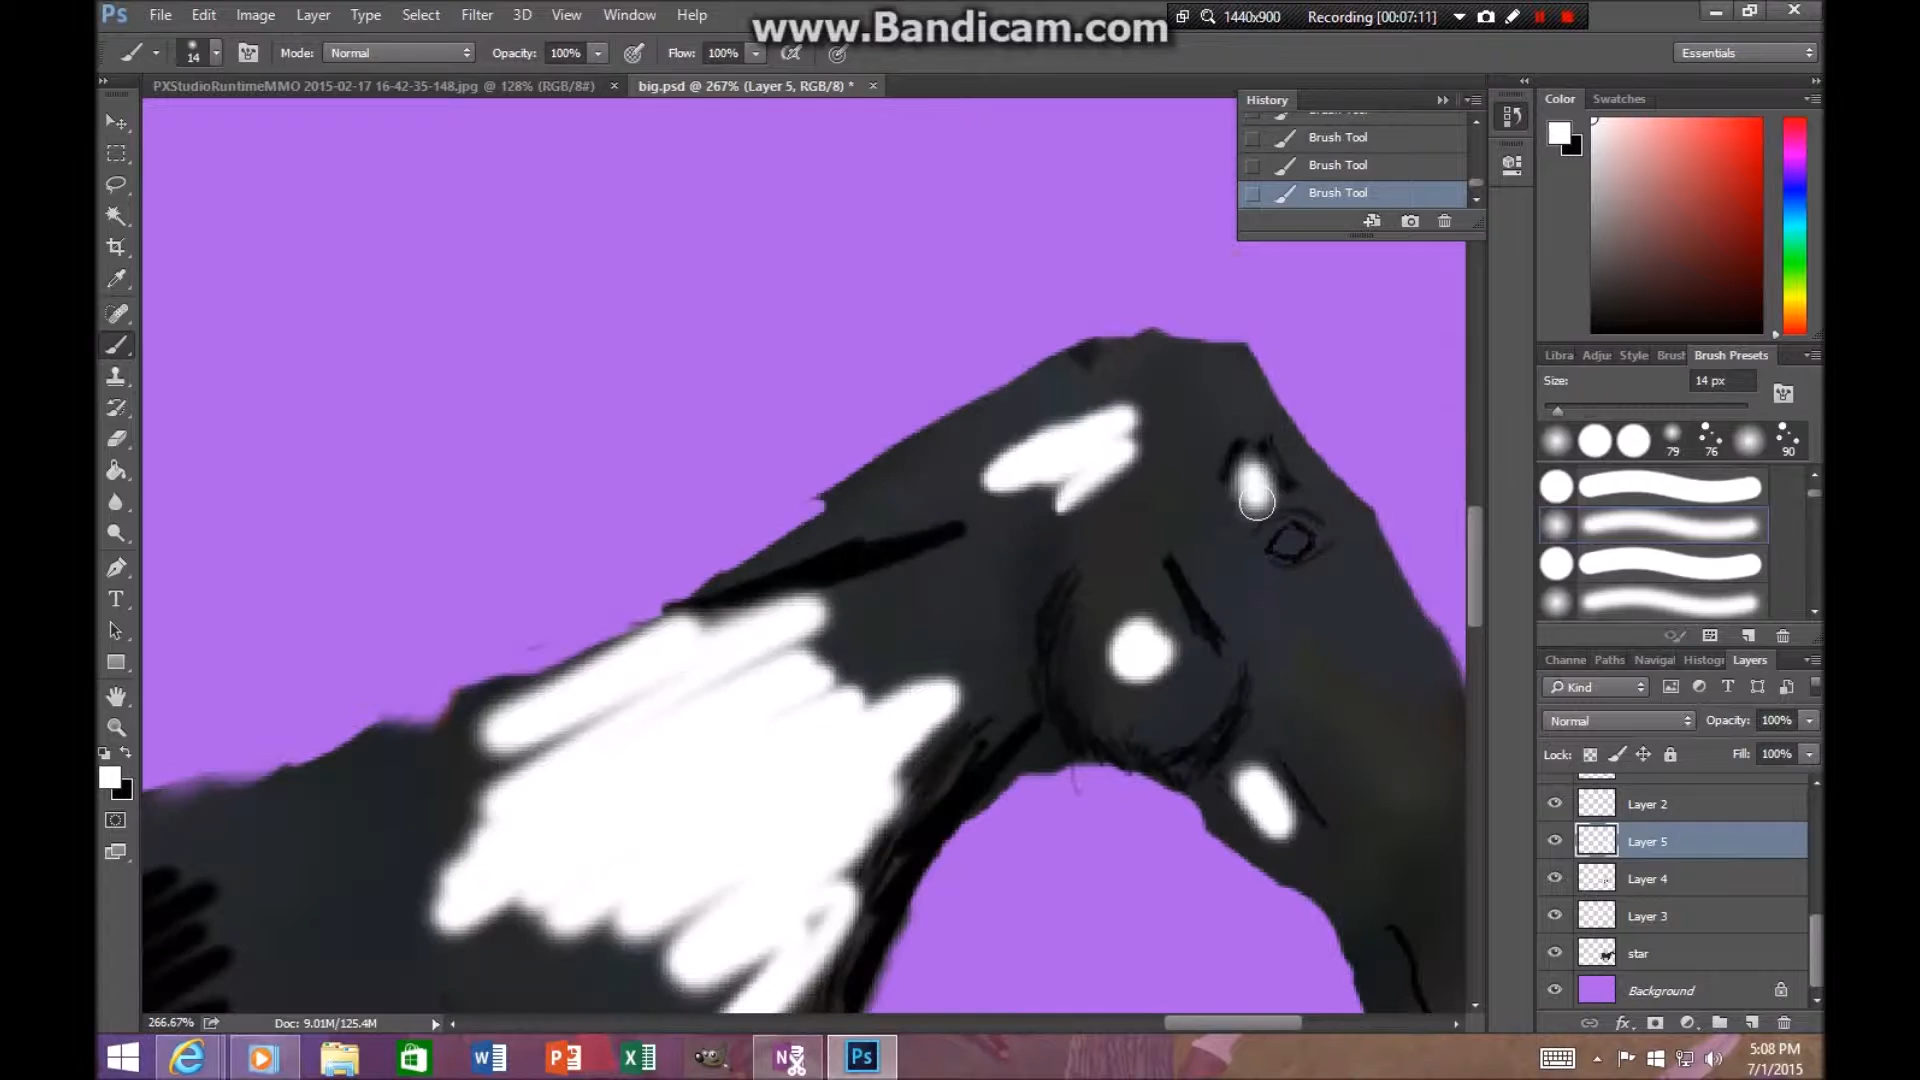 Ps File Edit Image Layer Type Select Filter 3D View Window Help
www.Bandicam.com
1440x900 Recording [00:07:11]
14 Mode: Normal Opacity: 100% Flow: 100% Essentials
PXStudioRuntimeMMO 2015-02-17 16-42-35-148.jpg @ 128% (RGB/8#) × big.psd @ 267% (Layer 5, RGB/8) * ×
History
Brush Tool
Brush Tool
Brush Tool
Brush Tool
Color Swatches
Libra Adju: Style Brust Brush Presets
Size: 14 px
79 76 90
Channe Paths Navigat Histogr Layers
Kind
Normal Opacity: 100%
Lock: Fill: 100%
Layer 2
Layer 5
Layer 4
Layer 3
star
Background
266.67% Doc: 9.01M/125.4M
5:08 PM
7/1/2015